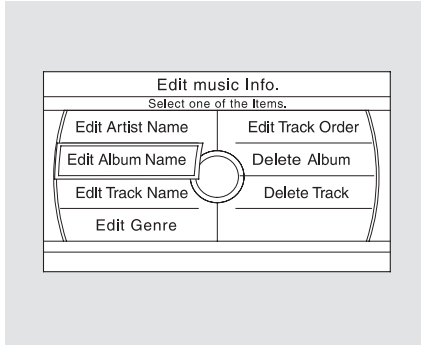 Edit music Info.
Select one of the Items.
Edit Artist Name
Edit Album Name
EdIt Track Name
Edit Genre
Edit Track Order
Delete Album
Delete Track